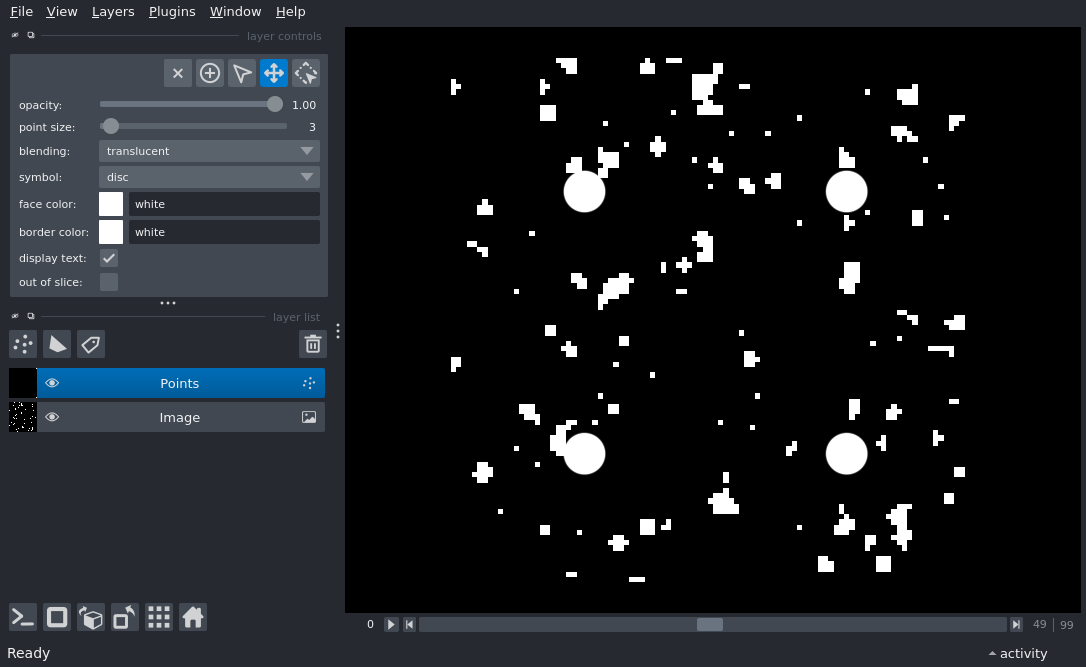 File View Layers Plugins Window Help
layer controls
opacity: 1.00
point size: 3
blending: translucent
symbol: disc
face color: white
border color: white
display text:
out of slice:
layer list
Points
Image
0 49 | 99
Ready activity